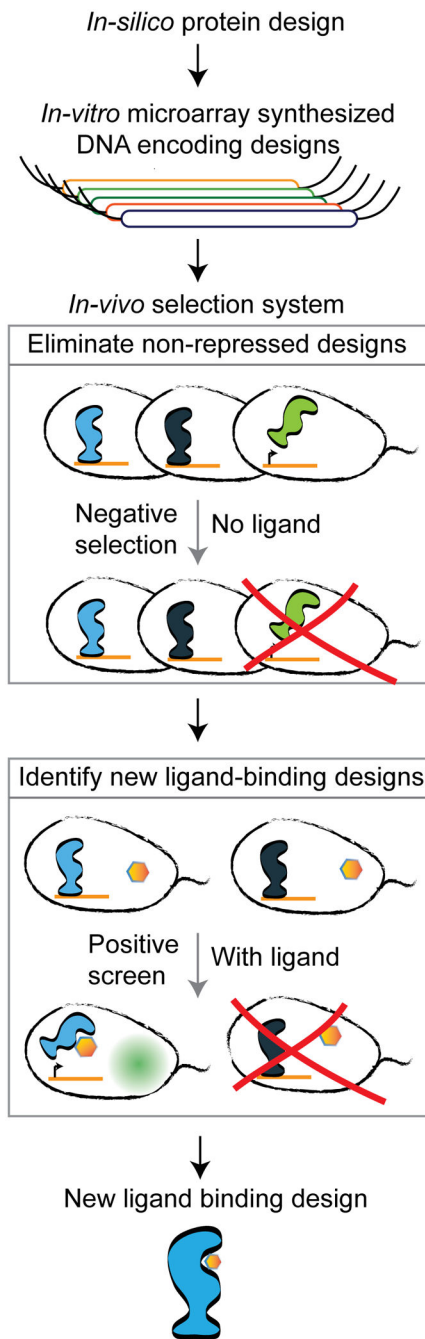 In-silico protein design
In-vitro microarray synthesized
DNA encoding designs
In-vivo selection system
Eliminate non-repressed designs
Negative selection
No ligand
Identify new ligand-binding designs
Positive screen
With ligand
New ligand binding design